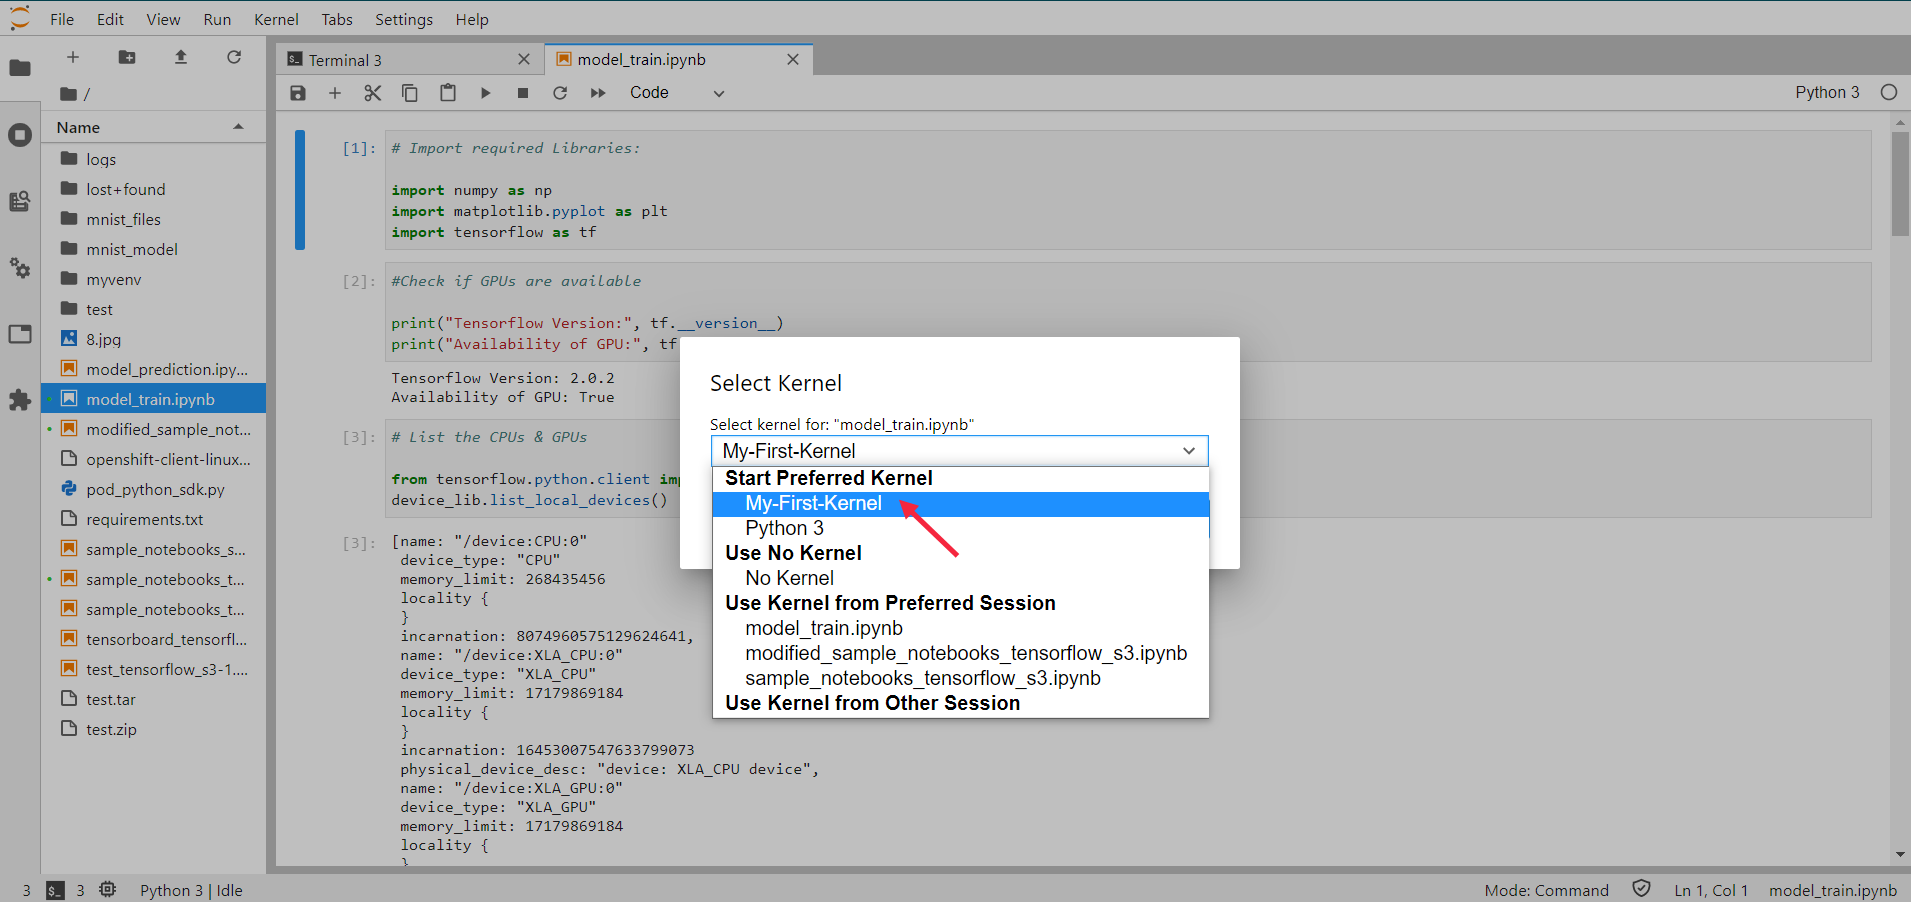 File Edit View Run Kernel Tabs Settings Help
Terminal 3
model_train.ipynb
Code
Python 3
/
Name
logs
lost+found
mnist_files
mnist_model
myvenv
test
8.jpg
model_prediction.ipy...
model_train.ipynb
modified_sample_not...
openshift-client-linux...
pod_python_sdk.py
requirements.txt
sample_notebooks_s...
sample_notebooks_t...
sample_notebooks_t...
tensorboard_tensorfl...
test_tensorflow_s3-1....
test.tar
test.zip
[1]: # Import required Libraries:
import numpy as np
import matplotlib.pyplot as plt
import tensorflow as tf
[2]: #Check if GPUs are available
print("Tensorflow Version:", tf.__version__)
print("Availability of GPU:", tf
Tensorflow Version: 2.0.2
Availability of GPU: True
[3]: # List the CPUs & GPUs
from tensorflow.python.client imp
device_lib.list_local_devices()
[3]: [name: "/device:CPU:0"
device_type: "CPU"
memory_limit: 268435456
locality {
}
incarnation: 8074960575129624641,
name: "/device:XLA_CPU:0"
device_type: "XLA_CPU"
memory_limit: 17179869184
locality {
}
incarnation: 16453007547633799073
physical_device_desc: "device: XLA_CPU device",
name: "/device:XLA_GPU:0"
device_type: "XLA_GPU"
memory_limit: 17179869184
locality {
}
Select Kernel
Select kernel for: "model_train.ipynb"
My-First-Kernel
Start Preferred Kernel
My-First-Kernel
Python 3
Use No Kernel
No Kernel
Use Kernel from Preferred Session
model_train.ipynb
modified_sample_notebooks_tensorflow_s3.ipynb
sample_notebooks_tensorflow_s3.ipynb
Use Kernel from Other Session
3 $_ 3 Python 3 | Idle
Mode: Command Ln 1, Col 1 model_train.ipynb